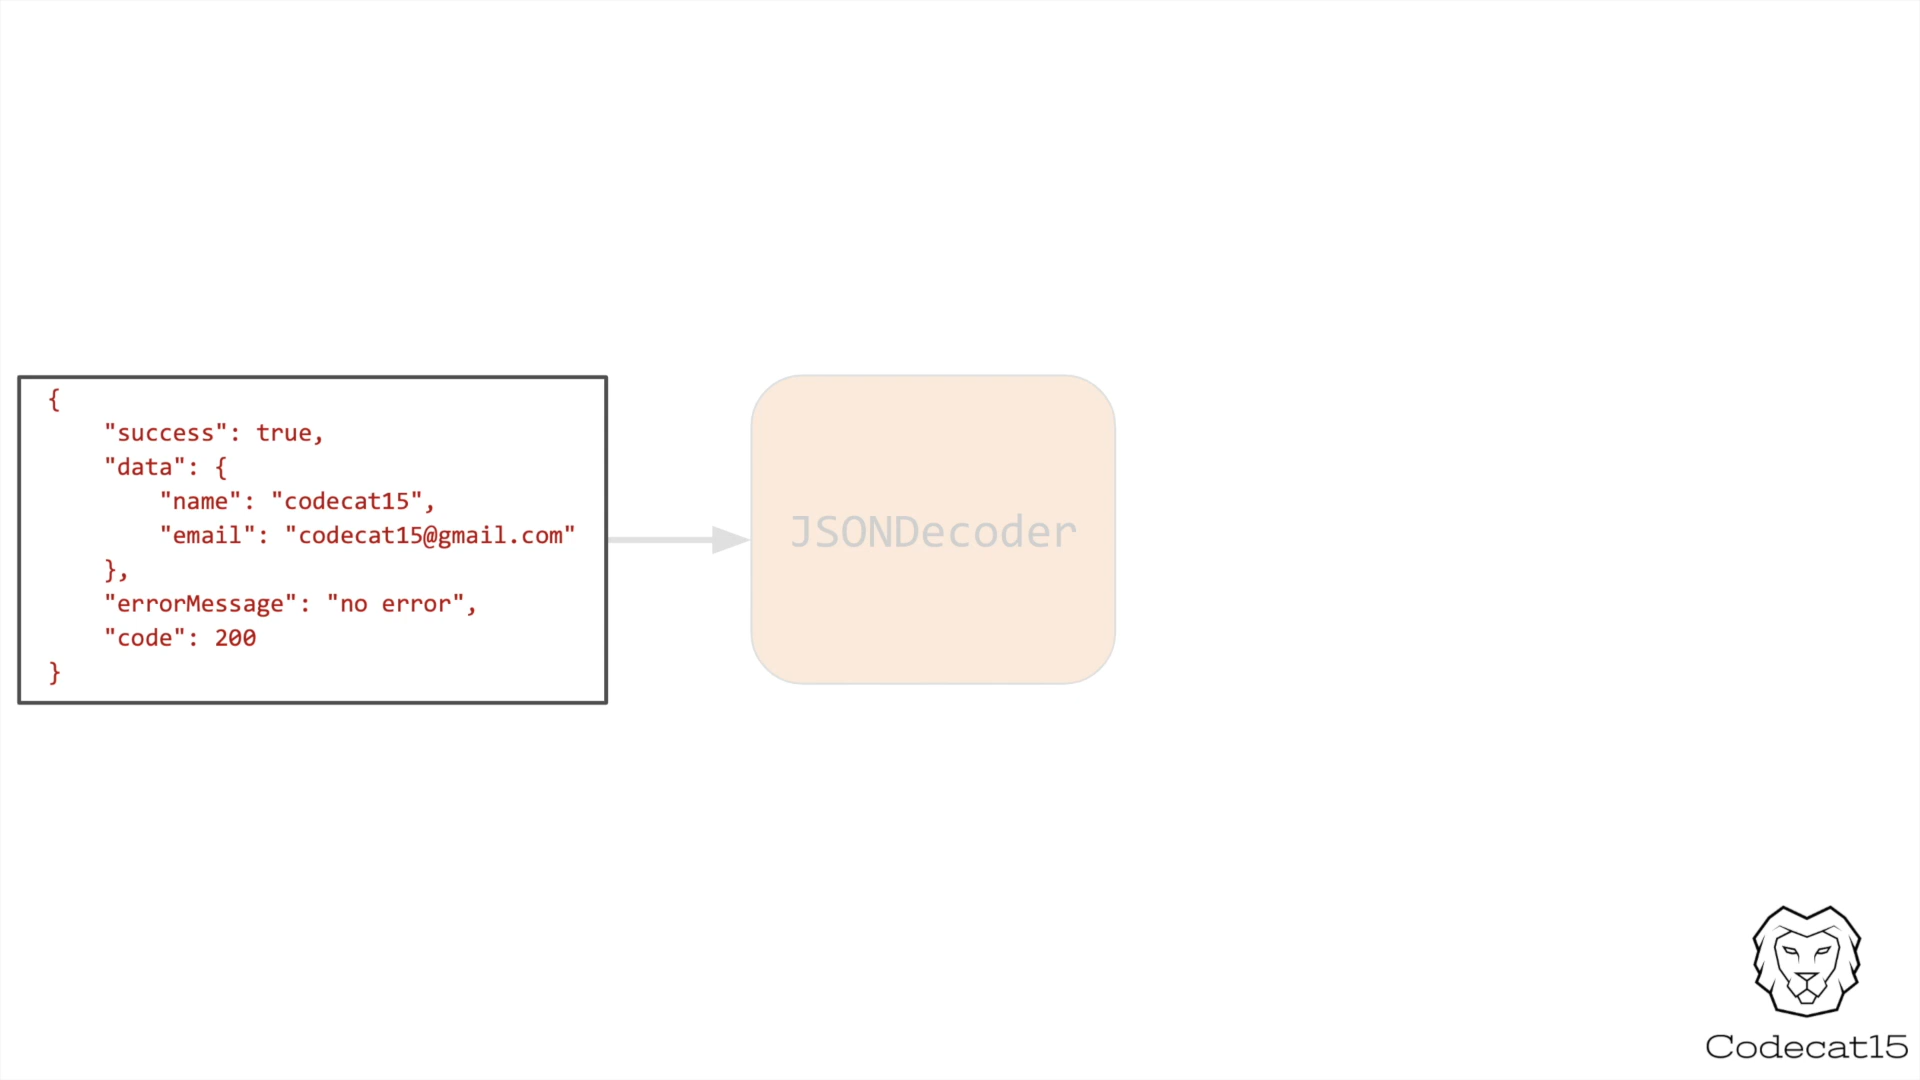 {
"success": true,
"data": {
"name": "codecat15",
"email": "codecat15@gmail.com"
},
"errorMessage": "no error",
"code": 200
}
JSONDecoder
Codecat15